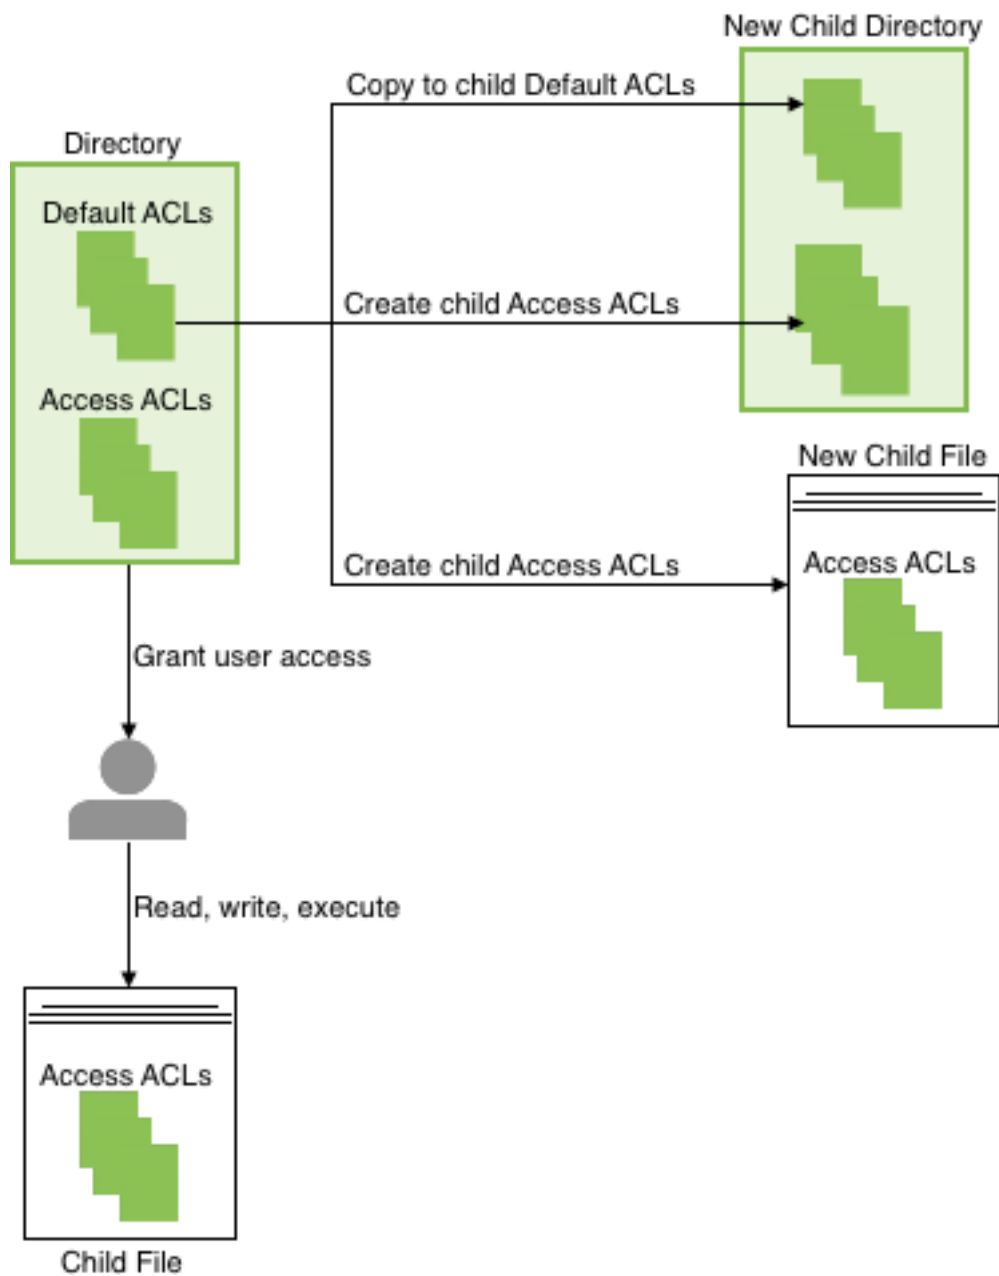 New Child Directory
Copy to child Default ACLs
Directory
Default ACLs
Create child Access ACLs
Access ACLs
New Child File
Create child Access ACLs
Access ACLs
Grant user access
Read, write, execute
Access ACLs
Child File